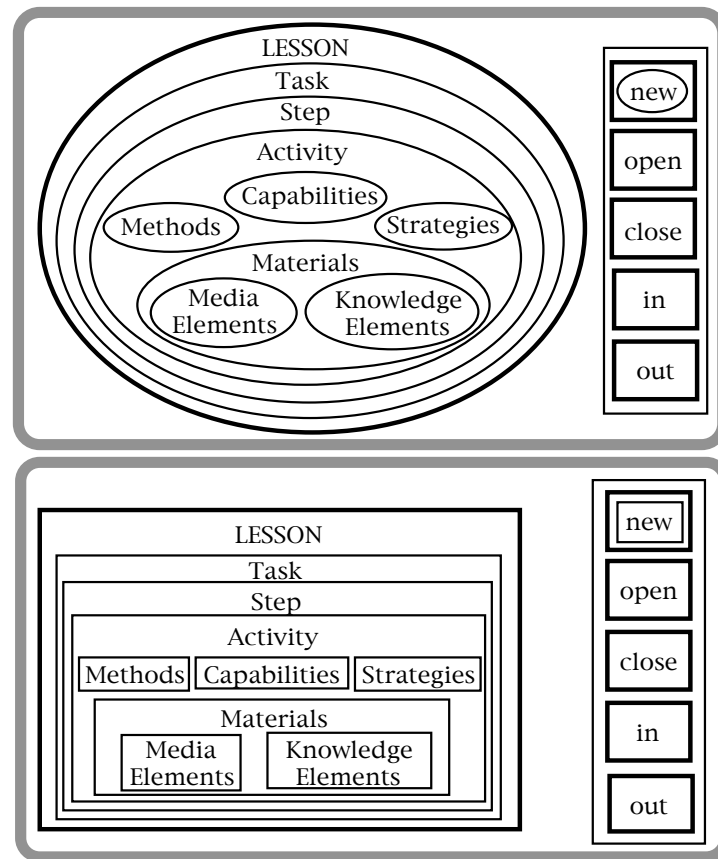 LESSON
Task
Step
Activity
Capabilities
Methods
Strategies
Materials
Media
Elements
Knowledge
Elements
new
open
close
in
out
LESSON
Task
Step
Activity
Methods
Capabilities
Strategies
Materials
Media
Elements
Knowledge
Elements
new
open
close
in
out